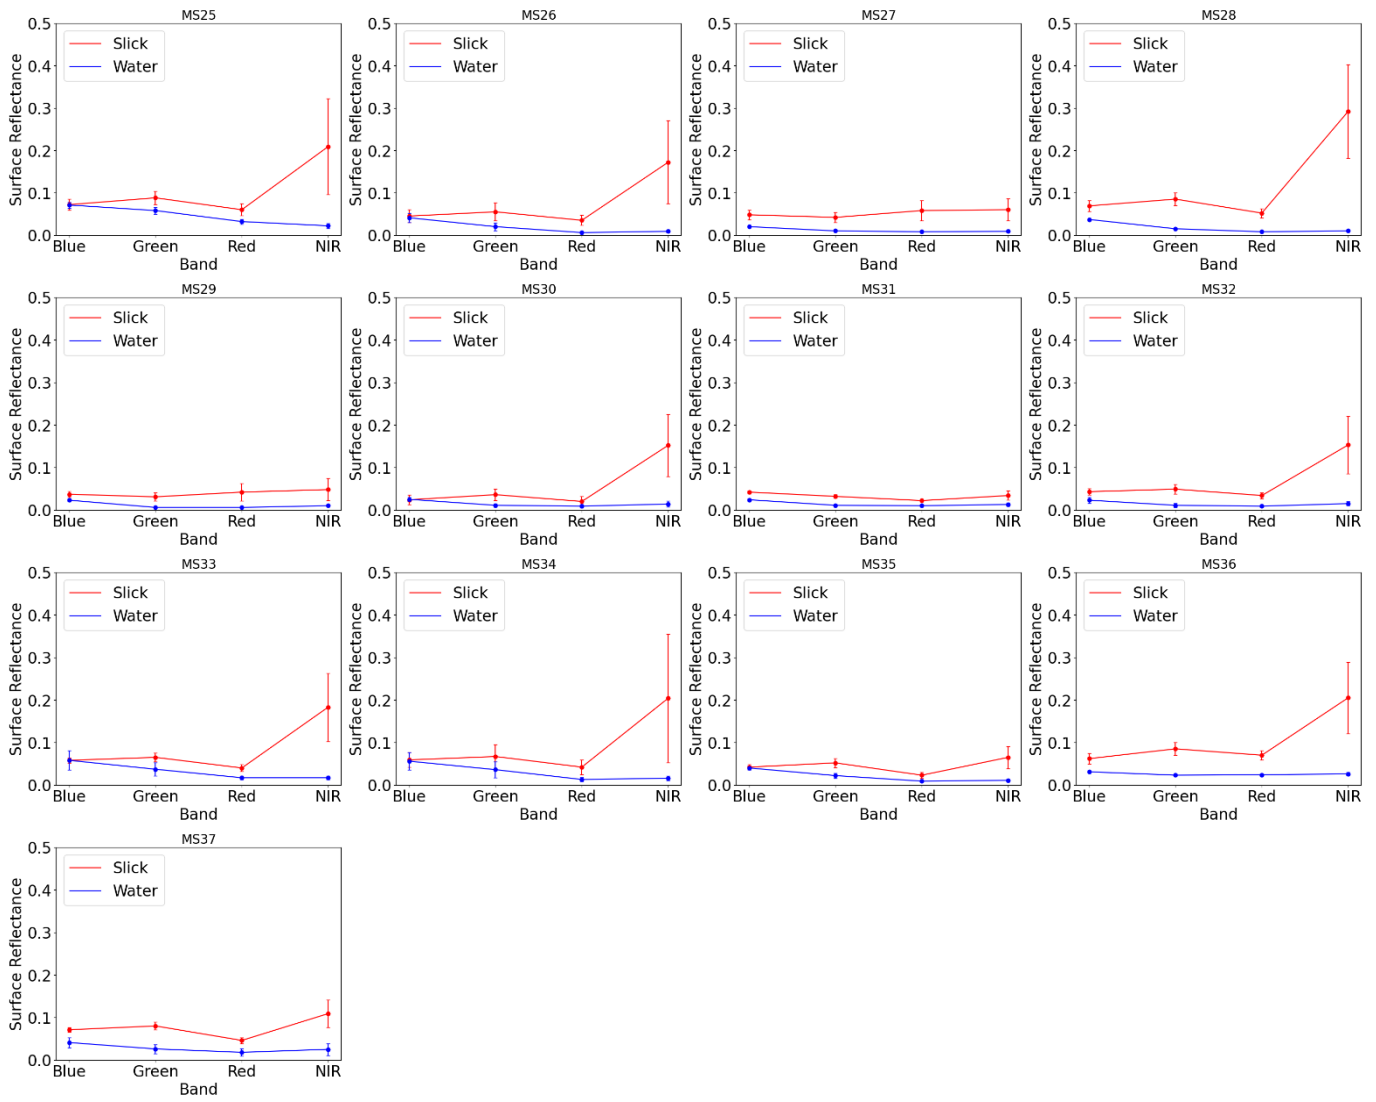 MS25
0.5
0.4
0.3
0.2
0.1
0.0
Surface Reflectance
Slick
Water
Blue Green Red NIR
Band
MS26
0.5
0.4
0.3
0.2
0.1
0.0
Surface Reflectance
Slick
Water
Blue Green Red NIR
Band
MS27
0.5
0.4
0.3
0.2
0.1
0.0
Surface Reflectance
Slick
Water
Blue Green Red NIR
Band
MS28
0.5
0.4
0.3
0.2
0.1
0.0
Surface Reflectance
Slick
Water
Blue Green Red NIR
Band
MS29
0.5
0.4
0.3
0.2
0.1
0.0
Surface Reflectance
Slick
Water
Blue Green Red NIR
Band
MS30
0.5
0.4
0.3
0.2
0.1
0.0
Surface Reflectance
Slick
Water
Blue Green Red NIR
Band
MS31
0.5
0.4
0.3
0.2
0.1
0.0
Surface Reflectance
Slick
Water
Blue Green Red NIR
Band
MS32
0.5
0.4
0.3
0.2
0.1
0.0
Surface Reflectance
Slick
Water
Blue Green Red NIR
Band
MS33
0.5
0.4
0.3
0.2
0.1
0.0
Surface Reflectance
Slick
Water
Blue Green Red NIR
Band
MS34
0.5
0.4
0.3
0.2
0.1
0.0
Surface Reflectance
Slick
Water
Blue Green Red NIR
Band
MS35
0.5
0.4
0.3
0.2
0.1
0.0
Surface Reflectance
Slick
Water
Blue Green Red NIR
Band
MS36
0.5
0.4
0.3
0.2
0.1
0.0
Surface Reflectance
Slick
Water
Blue Green Red NIR
Band
MS37
0.5
0.4
0.3
0.2
0.1
0.0
Surface Reflectance
Slick
Water
Blue Green Red NIR
Band